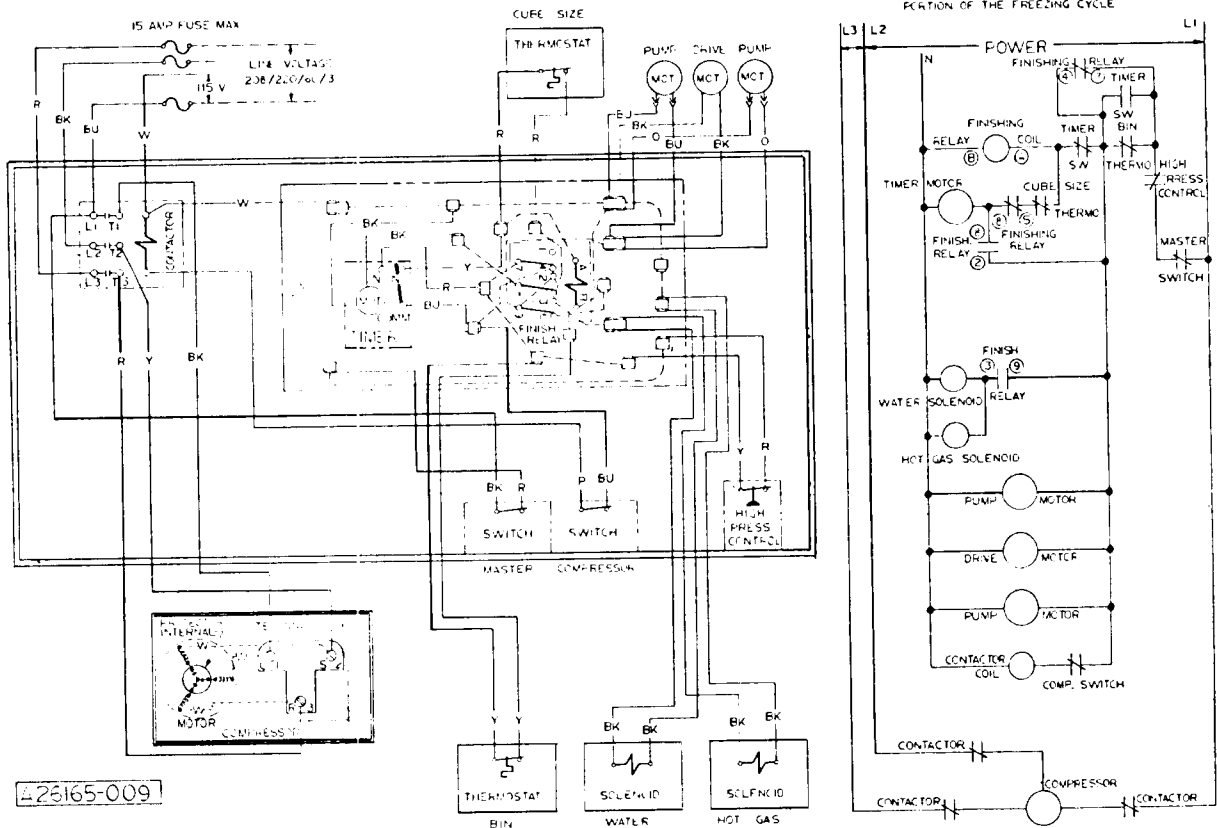 PORTION OF THE FREEZING CYCLE
CUBE SIZE
15 AMP FUSE MAX
THERMOSTAT
PUMP DRIVE PUMP
MOT MOT MOT
LINE VOLTAGE
208/220/60/3
115 V
R
BK
BU
W
R
R
BU
BK
O
BU
BK
O
L1 T1
L2 T2
L3
CONTACTOR
W
BK
BK
Y
R
BU
COMM
TIMER
FINISH
RELAY
R
Y
BK
BK
R
BU
Y
R
SWITCH
SWITCH
HIGH
PRESS
CONTROL
MASTER
COMPRESSOR
INTERNAL
W
W
MOTOR
COMPRESSOR
Y
Y
BK
BK
BK
BK
THERMOSTAT
SOLENOID
SOLENOID
BIN
WATER
HOT GAS
A26165-009
L3
L2
L1
POWER
N
FINISHING RELAY
4
7
TIMER
SW
FINISHING
RELAY
8
COIL
TIMER
SW
BIN
THERMO
HIGH
PRESS
CONTROL
TIMER MOTOR
CUBE SIZE
THERMO
5
FINISHING
RELAY
FINISH.
RELAY
2
MASTER
SWITCH
FINISH
3
9
RELAY
WATER SOLENOID
HOT GAS SOLENOID
PUMP MOTOR
DRIVE MOTOR
PUMP MOTOR
CONTACTOR
COIL
COMP. SWITCH
CONTACTOR
COMPRESSOR
CONTACTOR
CONTACTOR